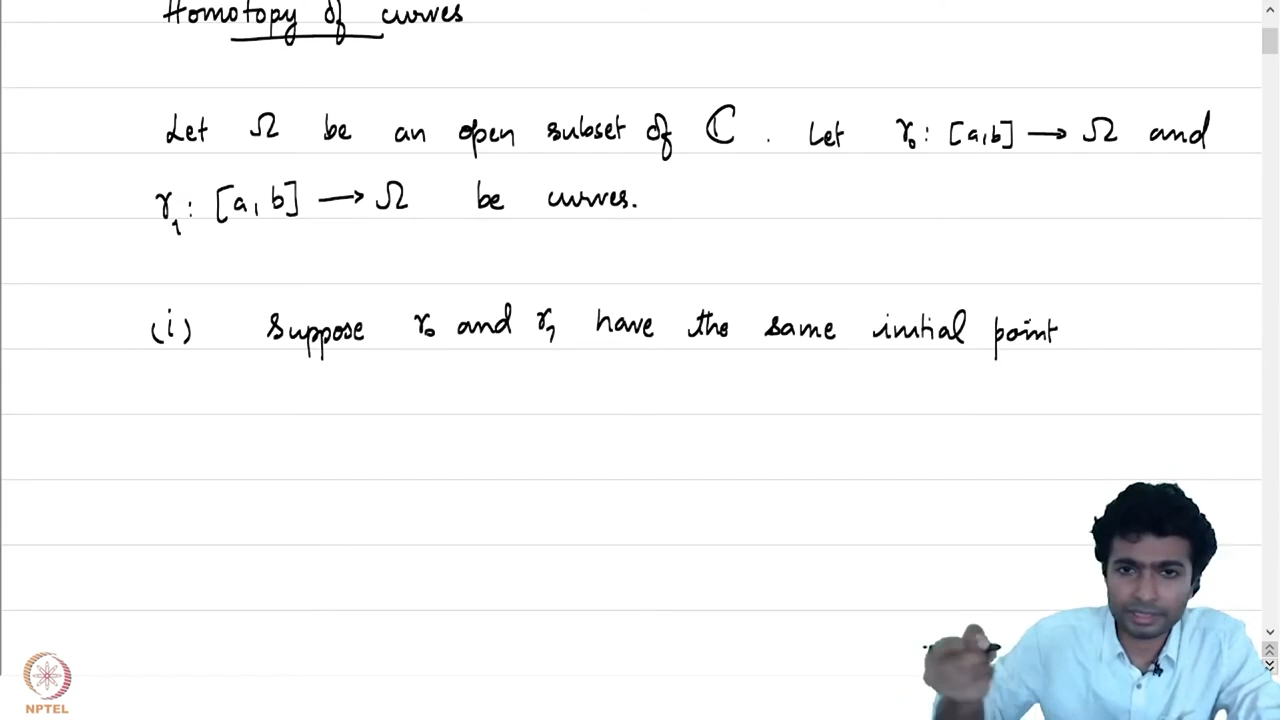 Homotopy of curves
Let Ω be an open subset of ℂ. Let γ₀: [a,b] ⟶ Ω and
γ₁: [a, b] ⟶ Ω be curves.
(i) Suppose γ₀ and γ₁ have the same initial point
NPTEL